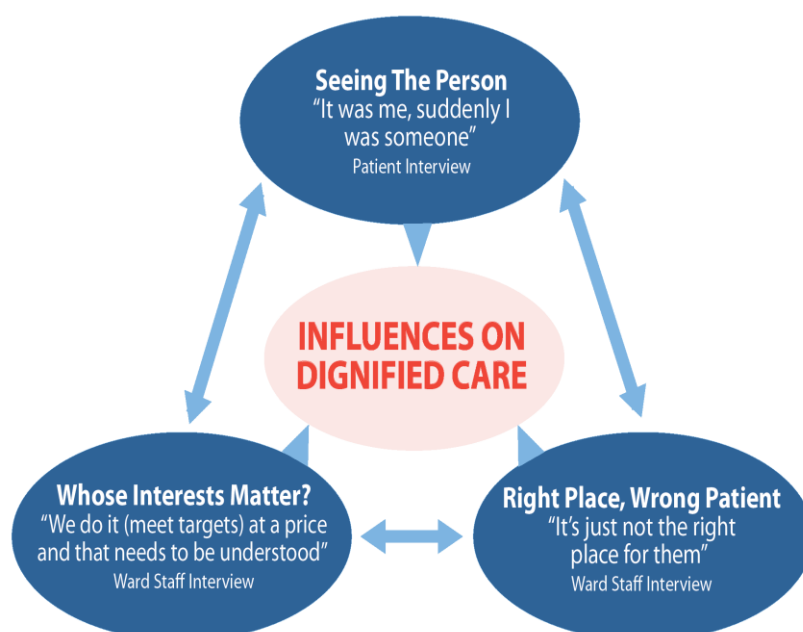 Seeing The Person
“It was me, suddenly I
was someone”
Patient Interview
INFLUENCES ON
DIGNIFIED CARE
Whose Interests Matter?
“We do it (meet targets) at a price
and that needs to be understood”
Ward Staff Interview
Right Place, Wrong Patient
“It’s just not the right
place for them”
Ward Staff Interview